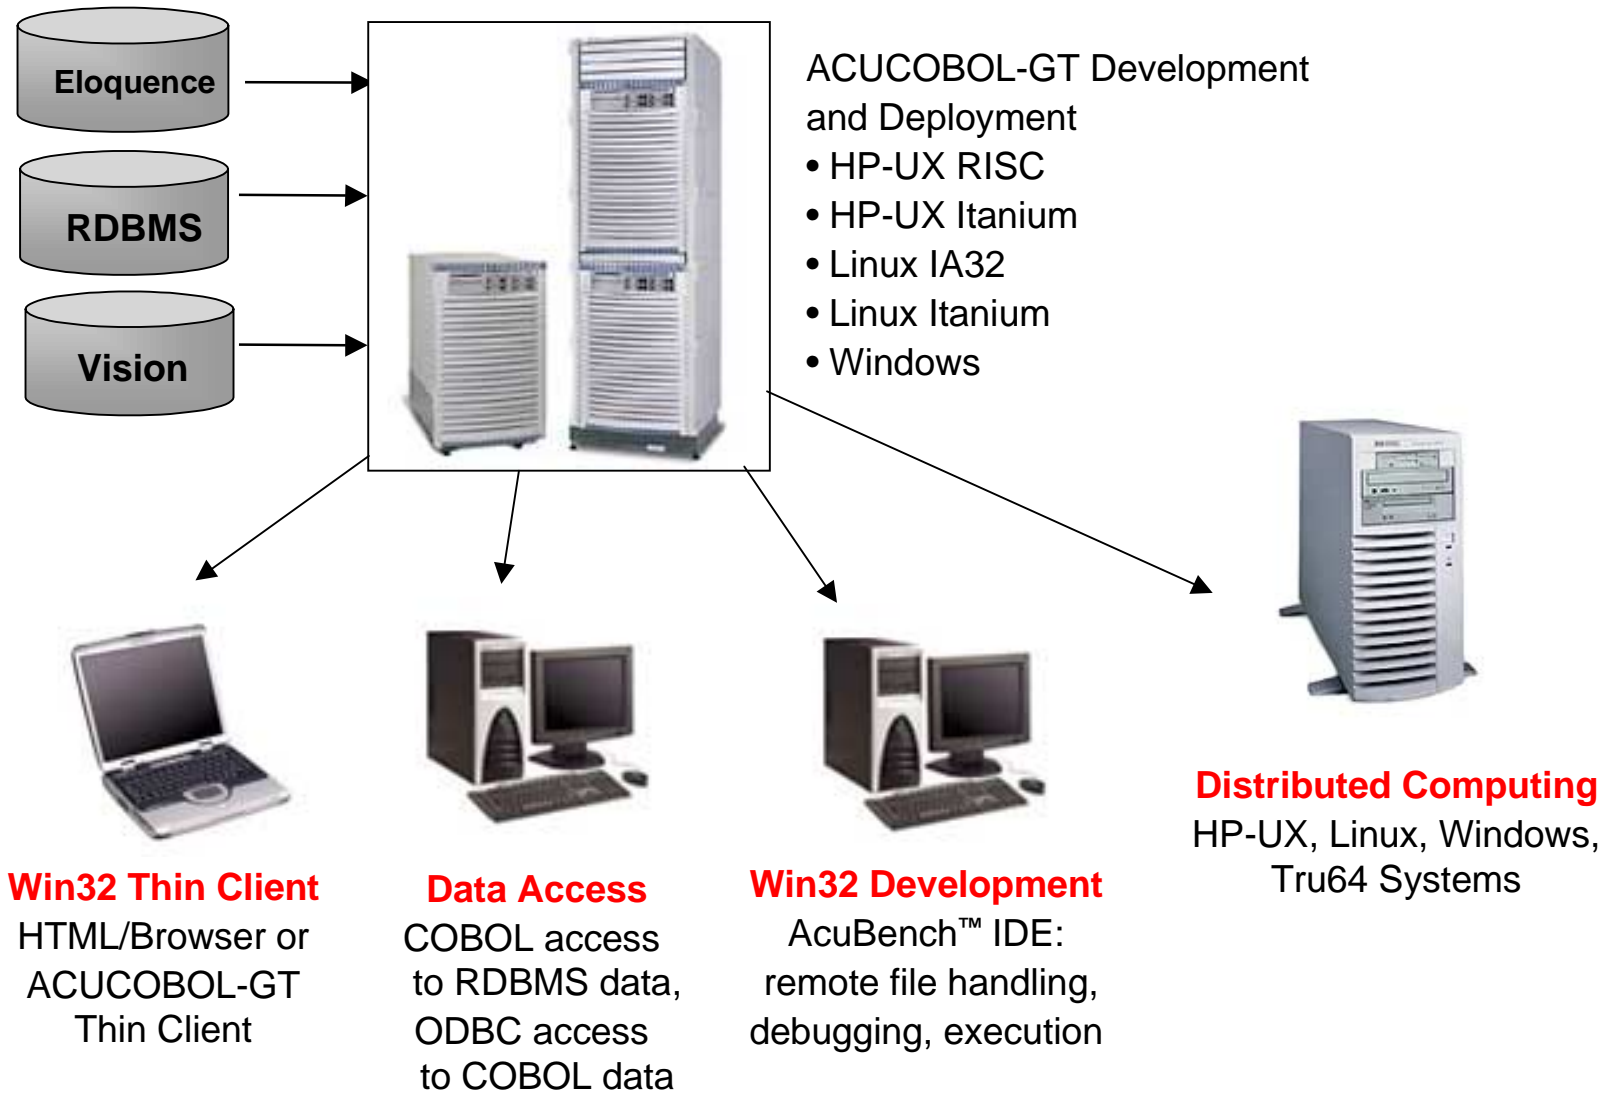 Eloquence
RDBMS
Vision
ACUCOBOL-GT Development
and Deployment
• HP-UX RISC
• HP-UX Itanium
• Linux IA32
• Linux Itanium
• Windows
Win32 Thin Client
HTML/Browser or
ACUCOBOL-GT
Thin Client
Data Access
COBOL access
to RDBMS data,
ODBC access
to COBOL data
Win32 Development
AcuBench™ IDE:
remote file handling,
debugging, execution
Distributed Computing
HP-UX, Linux, Windows,
Tru64 Systems